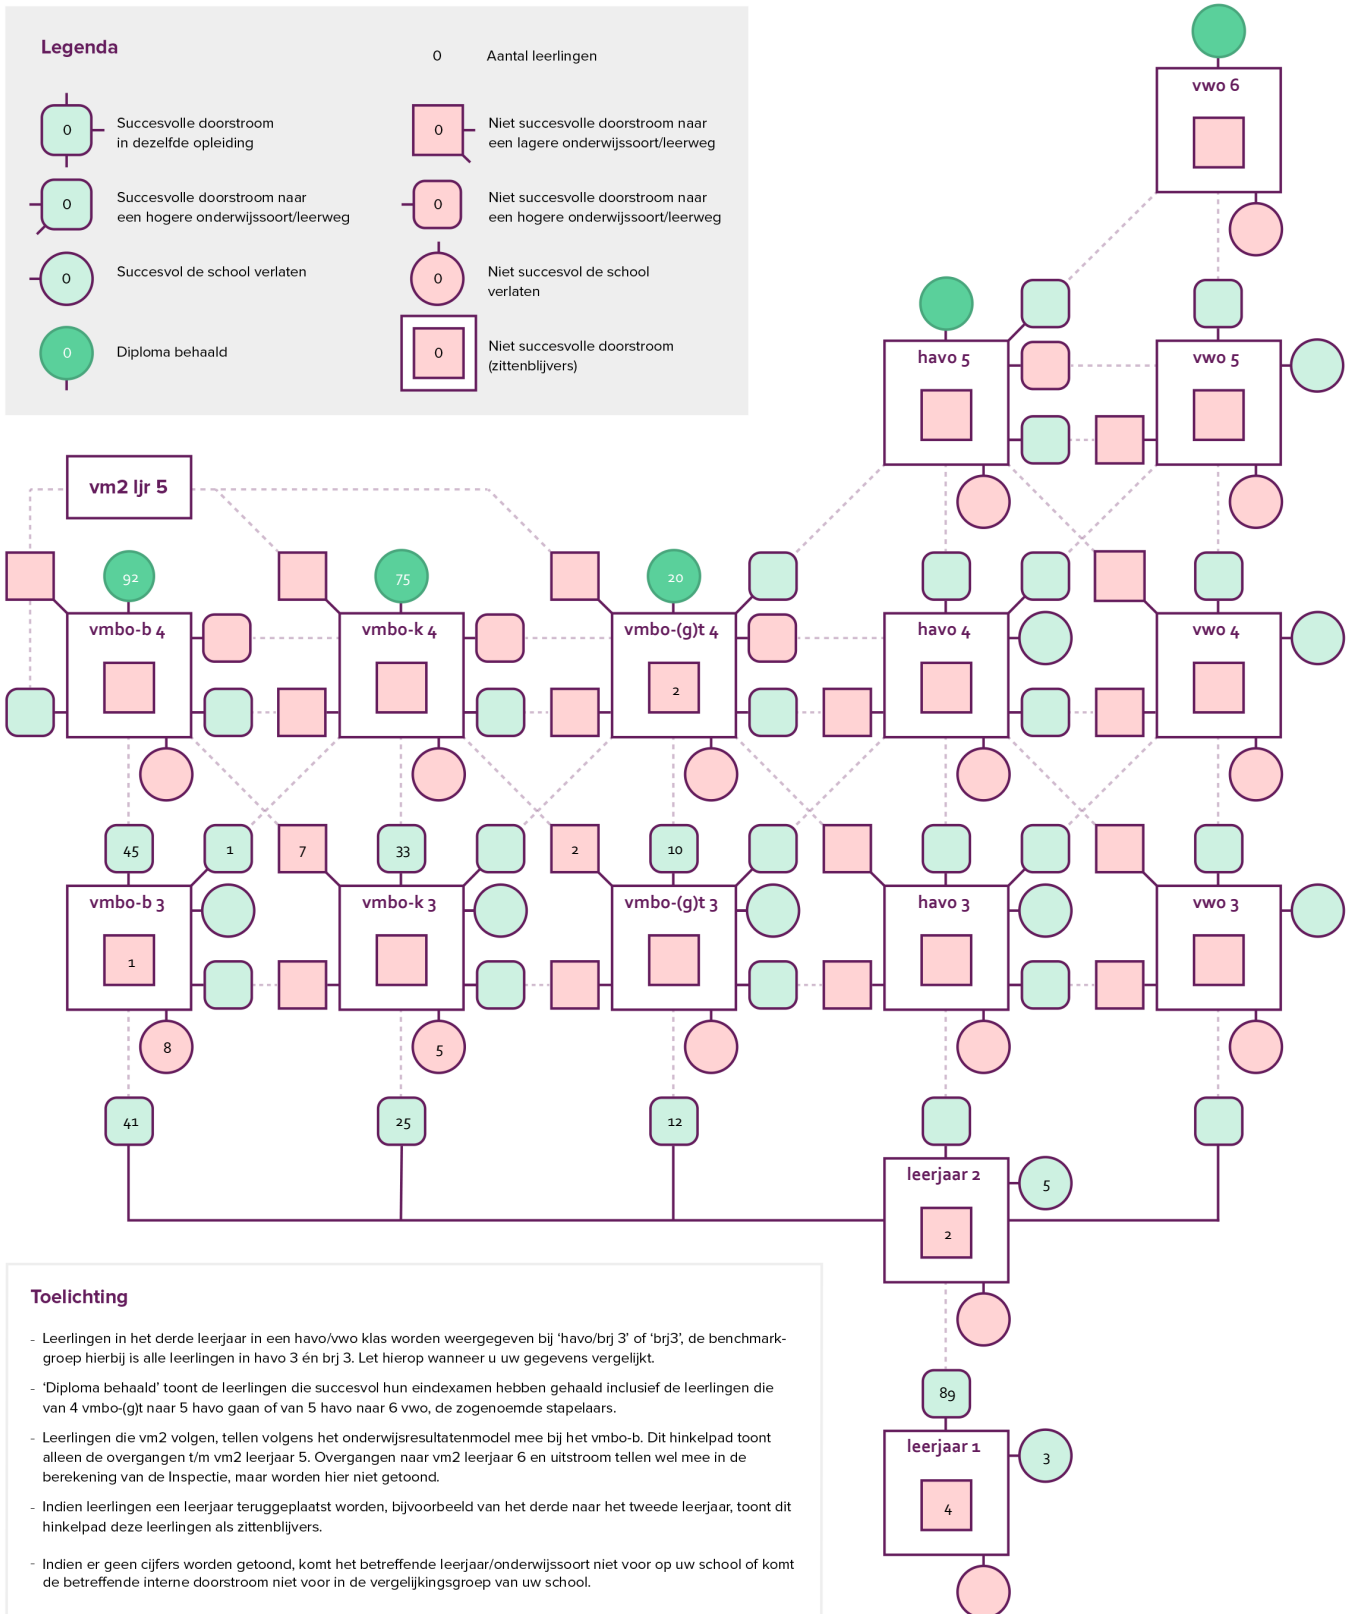 Legenda
0 Aantal leerlingen
0 Succesvolle doorstroom
in dezelfde opleiding
0 Niet succesvolle doorstroom naar
een lagere onderwijssoort/leerweg
0 Succesvolle doorstroom naar
een hogere onderwijssoort/leerweg
0 Niet succesvolle doorstroom naar
een hogere onderwijssoort/leerweg
0 Succesvol de school verlaten
0 Niet succesvol de school
verlaten
0 Diploma behaald
0 Niet succesvolle doorstroom
(zittenblijvers)
vwo 6
havo 5
vwo 5
vm2 ljr 5
92
75
20
vmbo-b 4
vmbo-k 4
vmbo-(g)t 4
havo 4
vwo 4
2
45
1
7
33
2
10
vmbo-b 3
vmbo-k 3
vmbo-(g)t 3
havo 3
vwo 3
1
8
5
41
25
12
leerjaar 2
5
2
89
leerjaar 1
3
4
Toelichting
- Leerlingen in het derde leerjaar in een havo/vwo klas worden weergegeven bij ‘havo/brj 3’ of ‘brj3’, de benchmark-
groep hierbij is alle leerlingen in havo 3 én brj 3. Let hierop wanneer u uw gegevens vergelijkt.
- ‘Diploma behaald’ toont de leerlingen die succesvol hun eindexamen hebben gehaald inclusief de leerlingen die
van 4 vmbo-(g)t naar 5 havo gaan of van 5 havo naar 6 vwo, de zogenoemde stapelaars.
- Leerlingen die vm2 volgen, tellen volgens het onderwijsresultatenmodel mee bij het vmbo-b. Dit hinkelpad toont
alleen de overgangen t/m vm2 leerjaar 5. Overgangen naar vm2 leerjaar 6 en uitstroom tellen wel mee in de
berekening van de Inspectie, maar worden hier niet getoond.
- Indien leerlingen een leerjaar teruggeplaatst worden, bijvoorbeeld van het derde naar het tweede leerjaar, toont dit
hinkelpad deze leerlingen als zittenblijvers.
- Indien er geen cijfers worden getoond, komt het betreffende leerjaar/onderwijssoort niet voor op uw school of komt
de betreffende interne doorstroom niet voor in de vergelijkingsgroep van uw school.